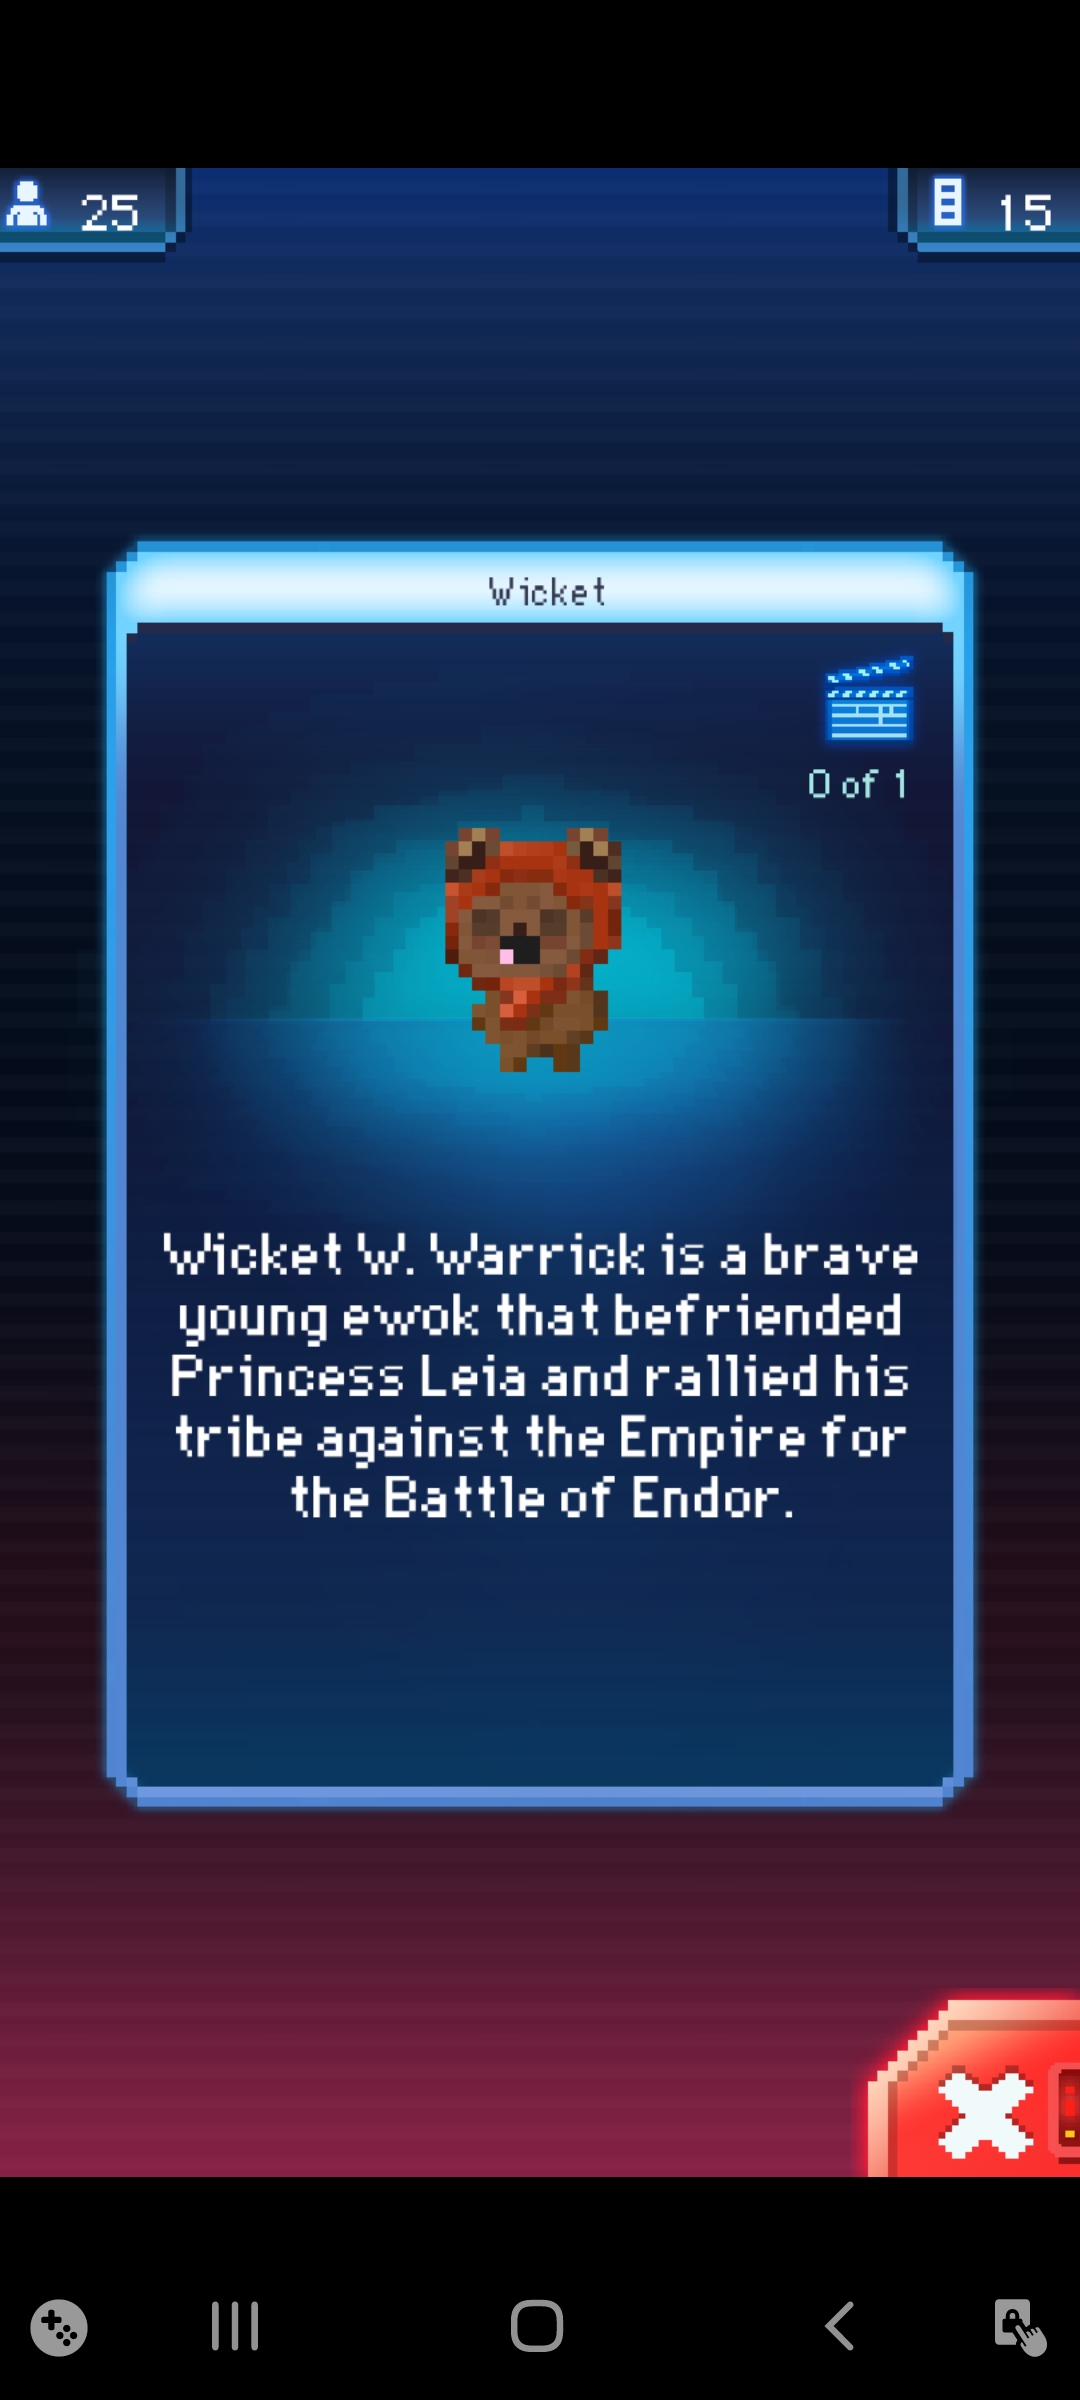 25
15
Wicket
0 of 1
Wicket W. Warrick is a brave
young ewok that befriended
Princess Leia and rallied his
tribe against the Empire for
the Battle of Endor.